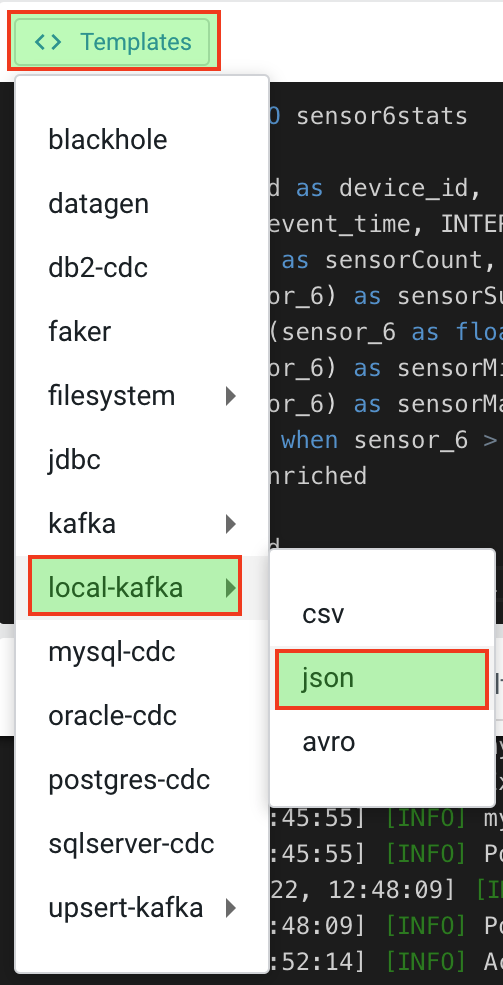 <> Templates
O sensor6stats
d as device_id,
event_time, INTER
as sensorCount,
or_6) as sensorSu
(sensor_6 as floa
or_6) as sensorMi
or_6) as sensorMa
when sensor_6 >
nriched
blackhole
datagen
db2-cdc
faker
filesystem
jdbc
kafka
local-kafka
mysql-cdc
oracle-cdc
postgres-cdc
sqlserver-cdc
upsert-kafka
csv
json
avro
:45:55] [INFO] my
:45:55] [INFO] Po
22, 12:48:09] [IN
:48:09] [INFO] Po
:52:14] [INFO] Ac